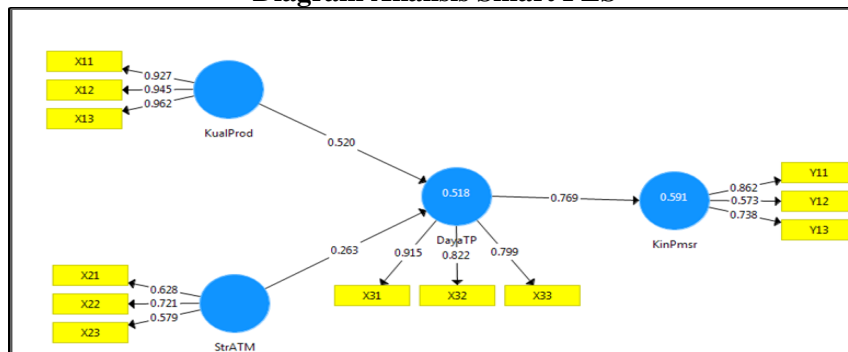 X11
X12
X13
0.927
0.945
0.962
KualProd
0.520
0.518
DayaTP
0.769
0.591
KinPmsr
0.862
0.573
0.738
Y11
Y12
Y13
0.263
0.915
0.822
0.799
X31
X32
X33
X21
X22
X23
0.628
0.721
0.579
StrATM